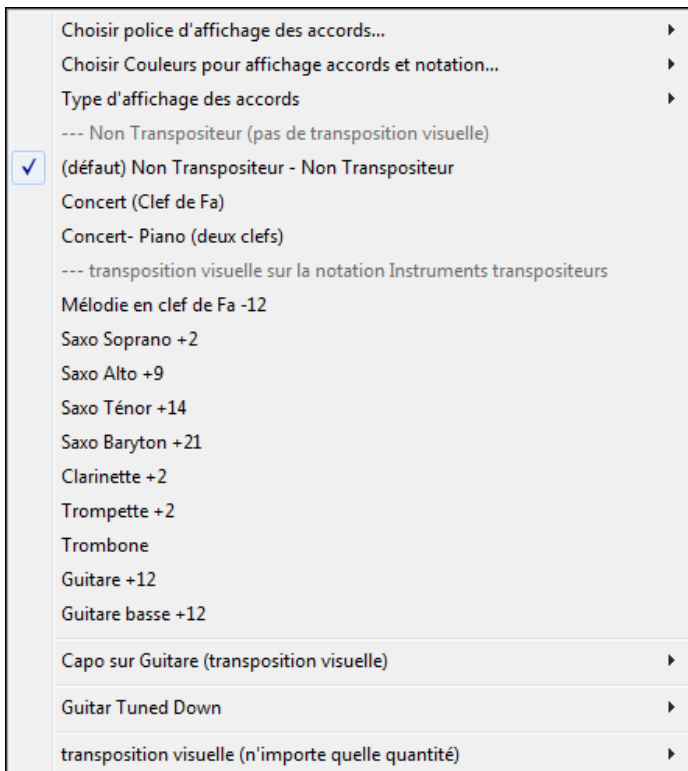 Choisir police d'affichage des accords...
Choisir Couleurs pour affichage accords et notation...
Type d'affichage des accords
--- Non Transpositeur (pas de transposition visuelle)
(défaut) Non Transpositeur - Non Transpositeur
Concert (Clef de Fa)
Concert- Piano (deux clefs)
--- transposition visuelle sur la notation Instruments transpositeurs
Mélodie en clef de Fa -12
Saxo Soprano +2
Saxo Alto +9
Saxo Ténor +14
Saxo Baryton +21
Clarinette +2
Trompette +2
Trombone
Guitare +12
Guitare basse +12
Capo sur Guitare (transposition visuelle)
Guitar Tuned Down
transposition visuelle (n'importe quelle quantité)